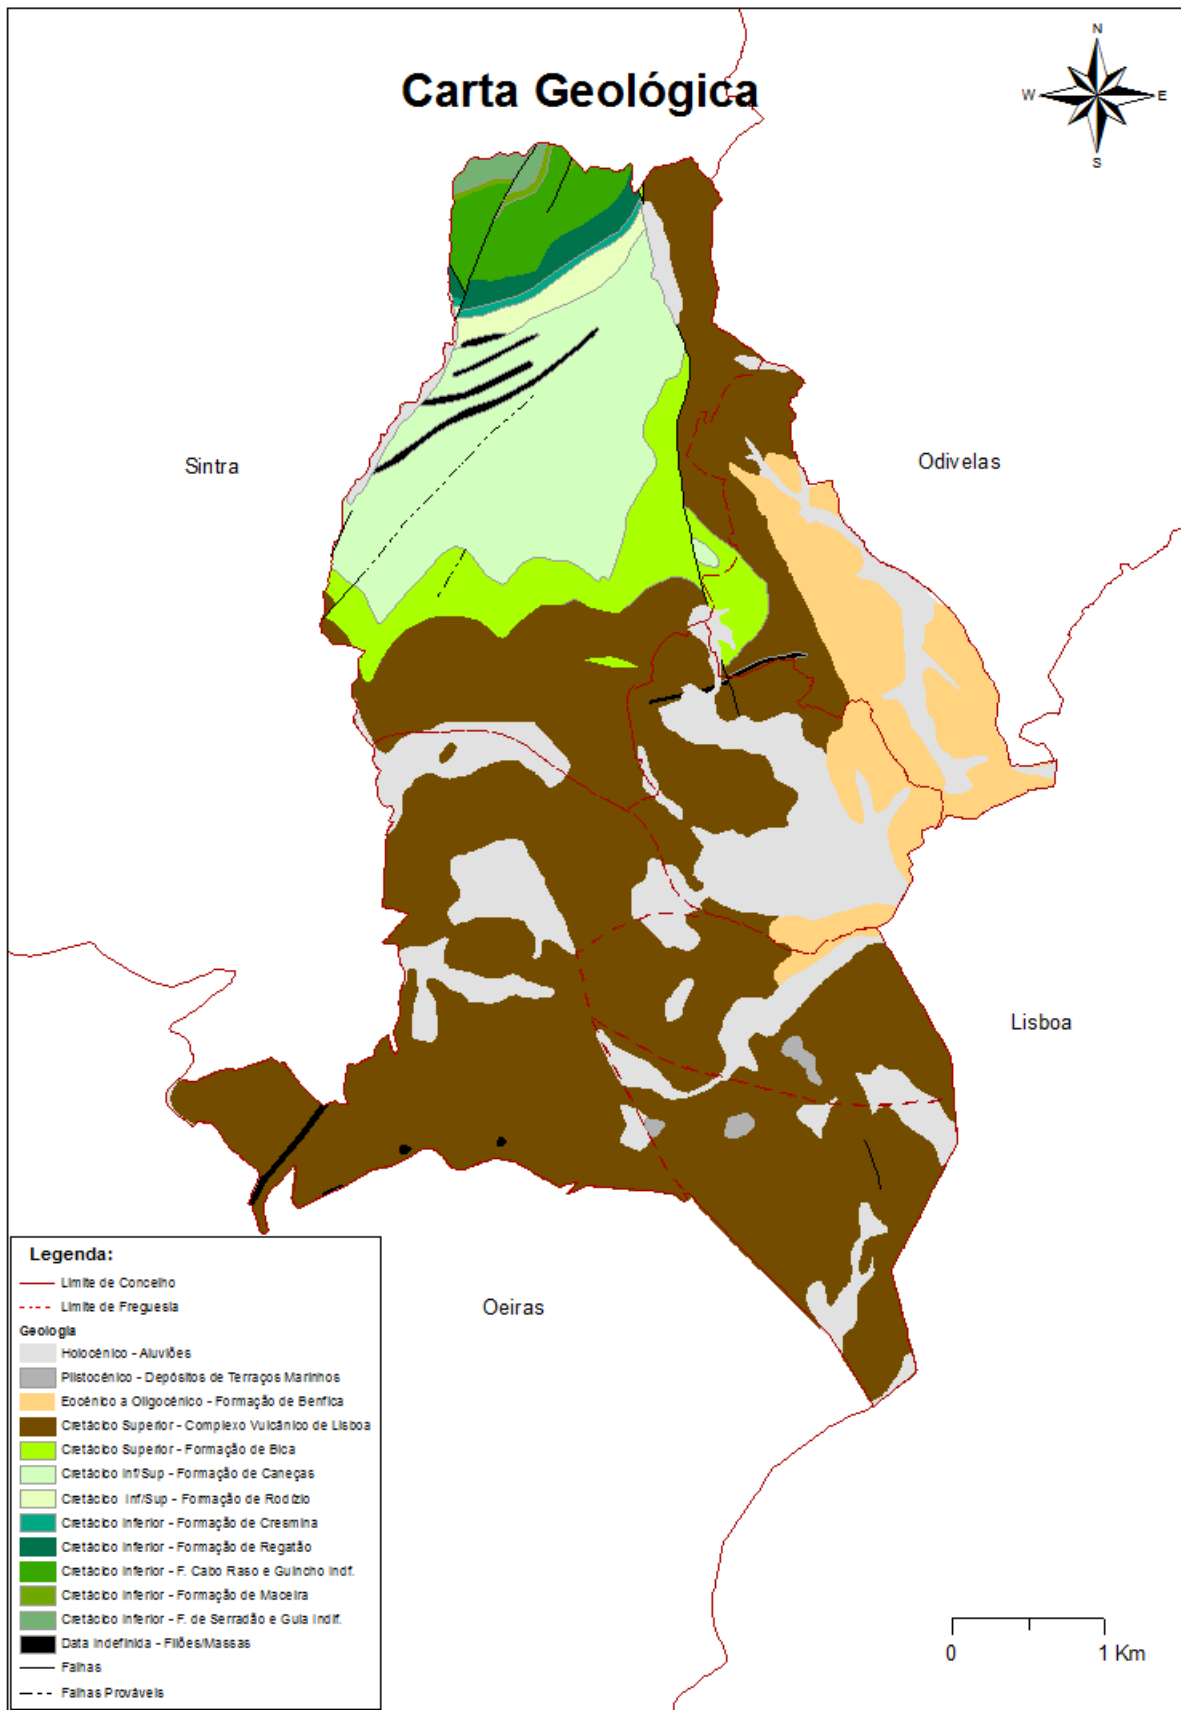 Carta Geológica
N
W
E
S
Sintra
Odivelas
Lisboa
Oeiras
Legenda:
Limite de Concelho
Limite de Freguesia
Geologia
Holocénico - Aluviões
Plistocénico - Depósitos de Terraços Marinhos
Eocénico a Oligocénico - Formação de Benfica
Cretácico Superior - Complexo Vulcânico de Lisboa
Cretácico Superior - Formação de Bica
Cretácico Inf/Sup - Formação de Caneças
Cretácico Inf/Sup - Formação de Rodízio
Cretácico Inferior - Formação de Cresmina
Cretácico Inferior - Formação de Regatão
Cretácico Inferior - F. Cabo Raso e Guincho Indf.
Cretácico Inferior - Formação de Maceira
Cretácico Inferior - F. de Serradão e Guia Indif.
Data Indefinida - Filões/Massas
Falhas
Falhas Prováveis
0 1 Km